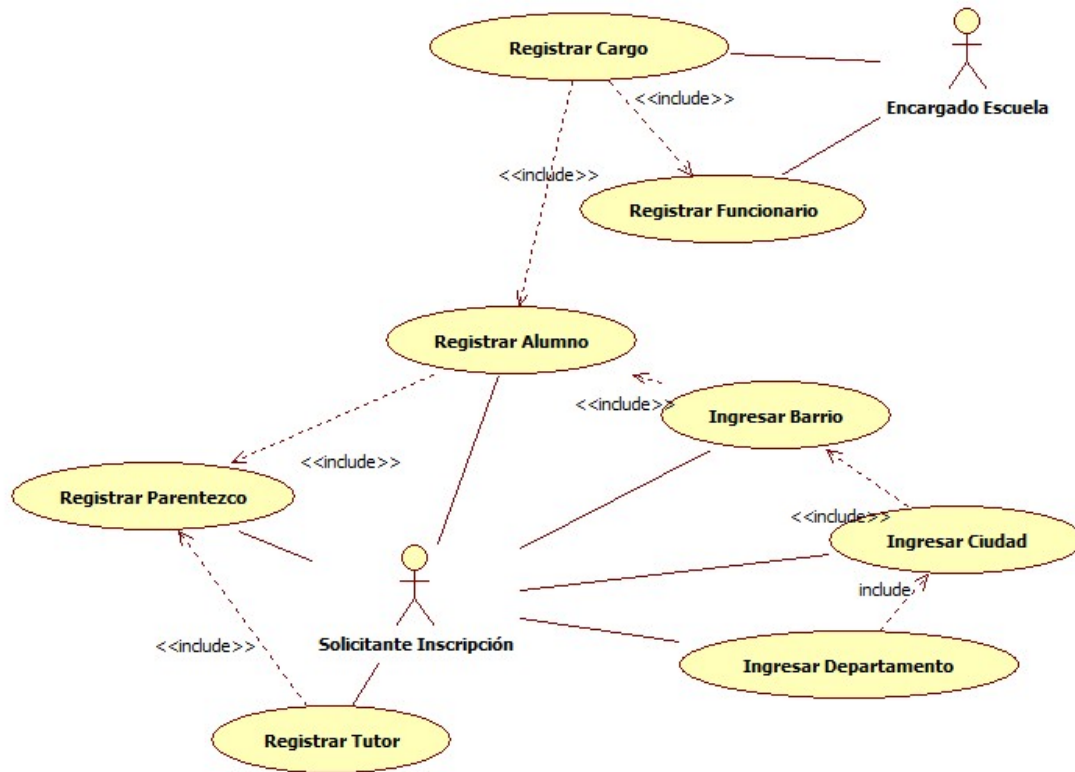 Registrar Cargo
<<include>>
Encargado Escuela
<<include>>
Registrar Funcionario
Registrar Alumno
<<include>>
Ingresar Barrio
<<include>>
Registrar Parentezco
<<include>>
Ingresar Ciudad
include
<<include>>
Solicitante Inscripción
Ingresar Departamento
Registrar Tutor